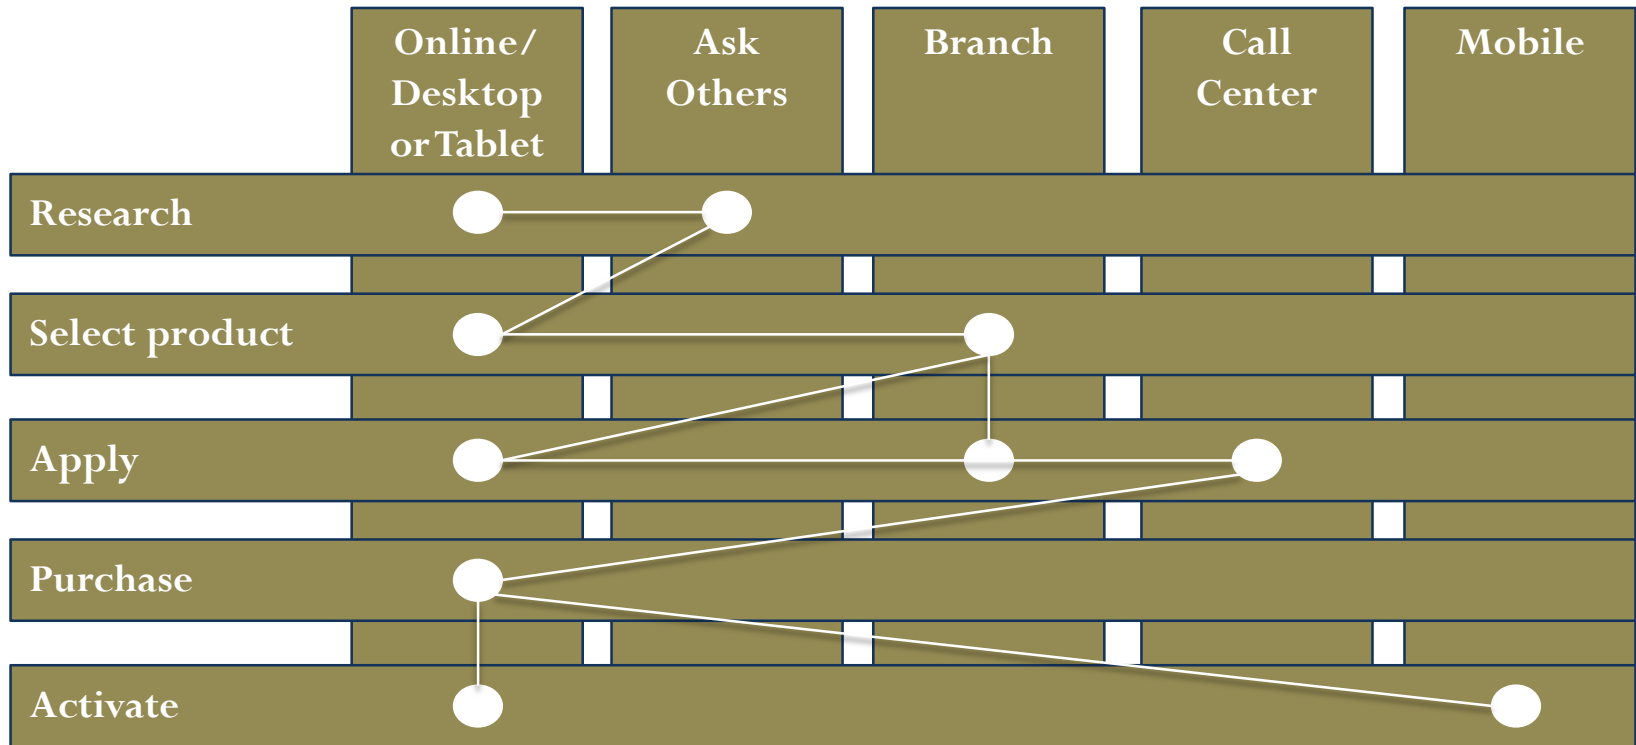 Online/
Desktop
or Tablet
Ask
Others
Branch
Call
Center
Mobile
Research
Select product
Apply
Purchase
Activate